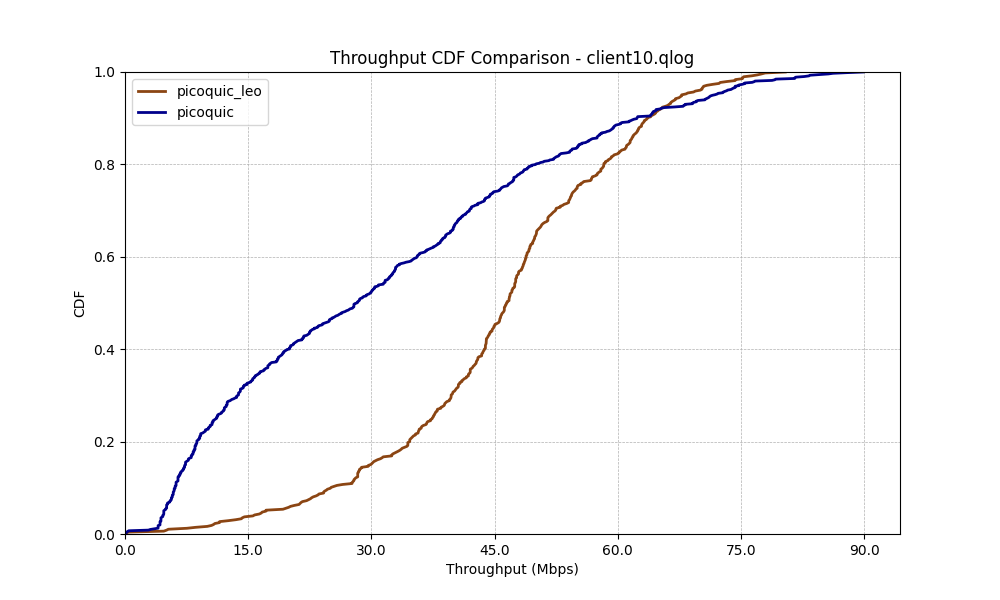 Throughput CDF Comparison - client10.qlog
picoquic_leo
picoquic
1.0
0.8
0.6
0.4
0.2
0.0
CDF
0.0 15.0 30.0 45.0 60.0 75.0 90.0
Throughput (Mbps)